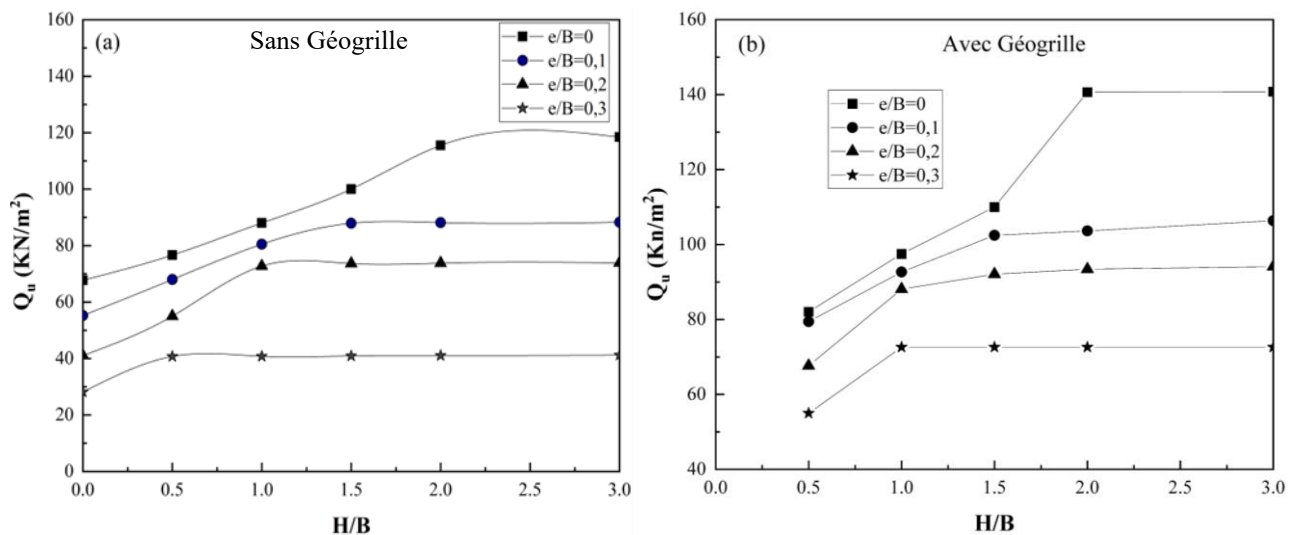 (a)
Sans Géogrille
e/B=0
e/B=0,1
e/B=0,2
e/B=0,3
160
140
120
100
80
60
40
20
0
Qu (KN/m²)
0.0 0.5 1.0 1.5 2.0 2.5 3.0
H/B
(b)
Avec Géogrille
e/B=0
e/B=0,1
e/B=0,2
e/B=0,3
160
140
120
100
80
60
40
Qu (Kn/m²)
0.0 0.5 1.0 1.5 2.0 2.5 3.0
H/B